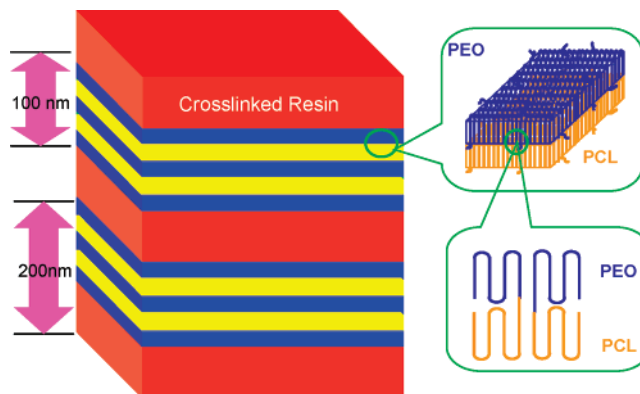 PEO
100 nm
Crosslinked Resin
PCL
200nm
PEO
PCL